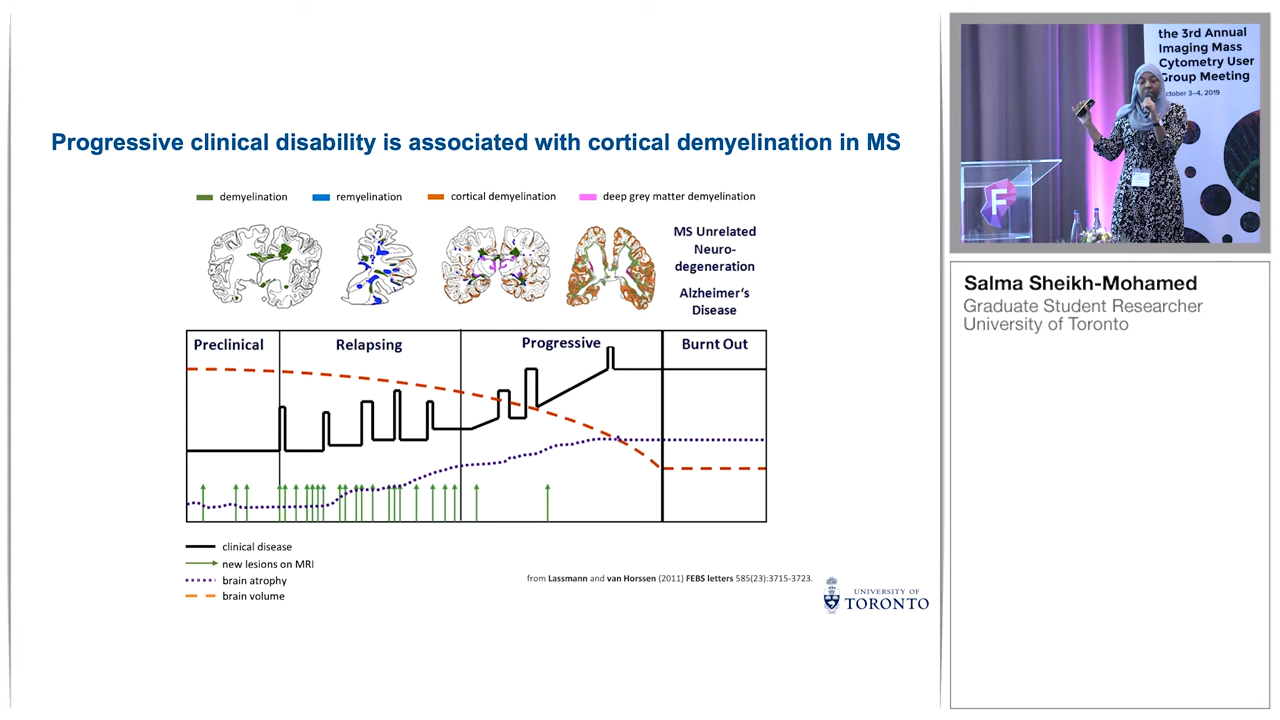 Progressive clinical disability is associated with cortical demyelination in MS
demyelination
remyelination
cortical demyelination
deep grey matter demyelination
MS Unrelated
Neuro-
degeneration
Alzheimer's
Disease
Preclinical
Relapsing
Progressive
Burnt Out
clinical disease
new lesions on MRI
brain atrophy
brain volume
from Lassmann and van Horssen (2011) FEBS letters 585(23):3715-3723.
UNIVERSITY OF
TORONTO
the 3rd Annual
Imaging Mass
Cytometry User
Group Meeting
October 3–4, 2019
F
Salma Sheikh-Mohamed
Graduate Student Researcher
University of Toronto